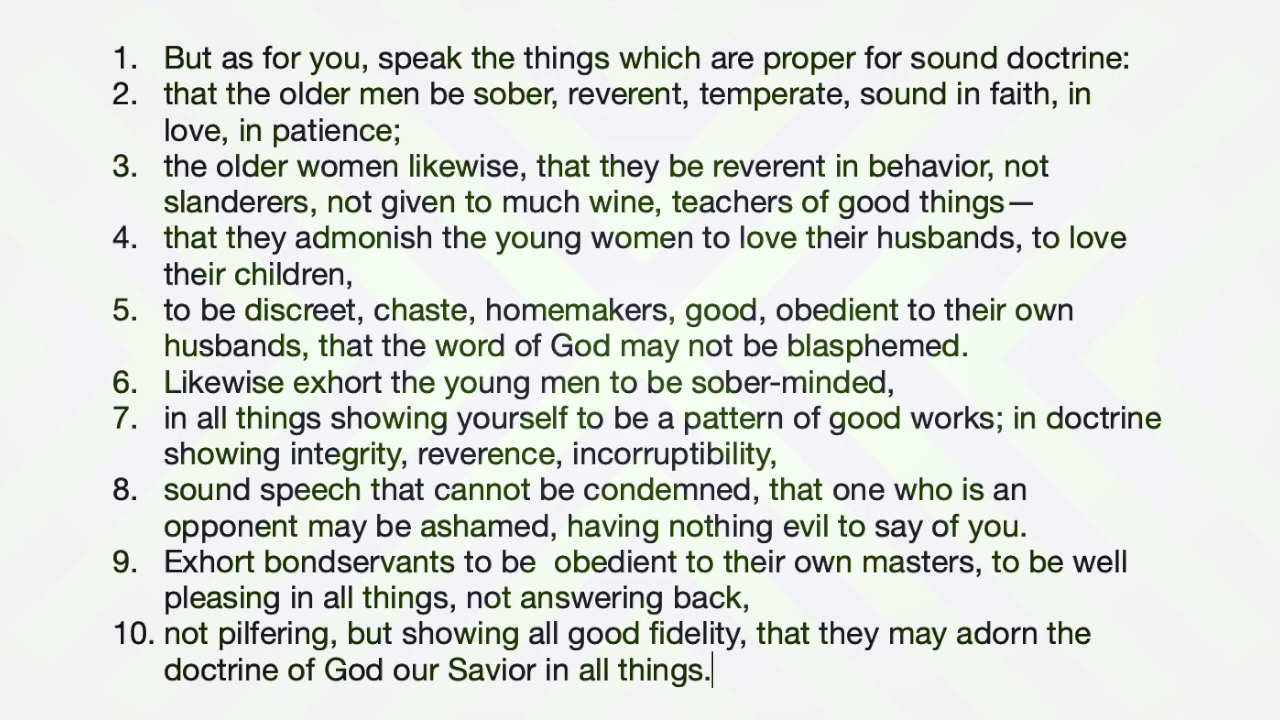 1. But as for you, speak the things which are proper for sound doctrine:
2. that the older men be sober, reverent, temperate, sound in faith, in
love, in patience;
3. the older women likewise, that they be reverent in behavior, not
slanderers, not given to much wine, teachers of good things—
4. that they admonish the young women to love their husbands, to love
their children,
5. to be discreet, chaste, homemakers, good, obedient to their own
husbands, that the word of God may not be blasphemed.
6. Likewise exhort the young men to be sober-minded,
7. in all things showing yourself to be a pattern of good works; in doctrine
showing integrity, reverence, incorruptibility,
8. sound speech that cannot be condemned, that one who is an
opponent may be ashamed, having nothing evil to say of you.
9. Exhort bondservants to be  obedient to their own masters, to be well
pleasing in all things, not answering back,
10. not pilfering, but showing all good fidelity, that they may adorn the
doctrine of God our Savior in all things.